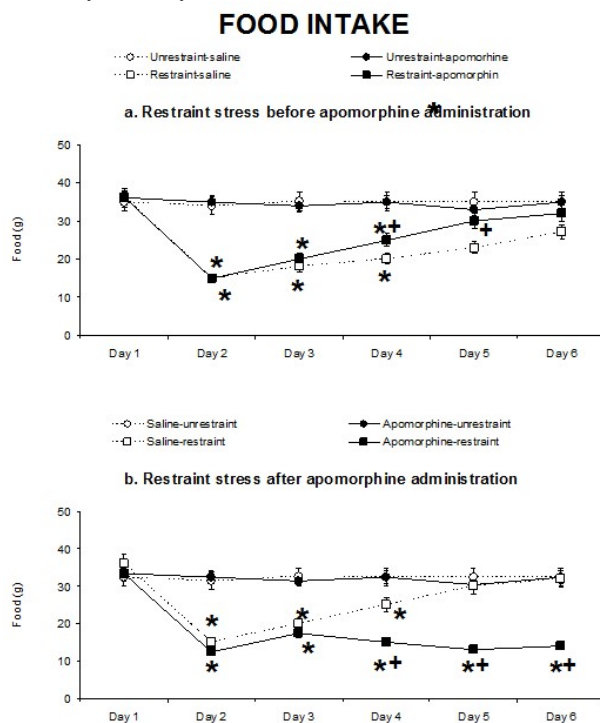 FOOD INTAKE
Unrestraint-saline Unrestraint-apomorhine
Restraint-saline Restraint-apomorphin
a. Restraint stress before apomorphine administration *
50
40
30
20
10
0
Food (g)
* * * * *+ * +
Day 1 Day 2 Day 3 Day 4 Day 5 Day 6
Saline-unrestraint Apomorphine-unrestraint
Saline-restraint Apomorphine-restraint
b. Restraint stress after apomorphine administration
50
40
30
20
10
0
Food (g)
* * * * * *+ *+ *+
Day 1 Day 2 Day 3 Day 4 Day 5 Day 6